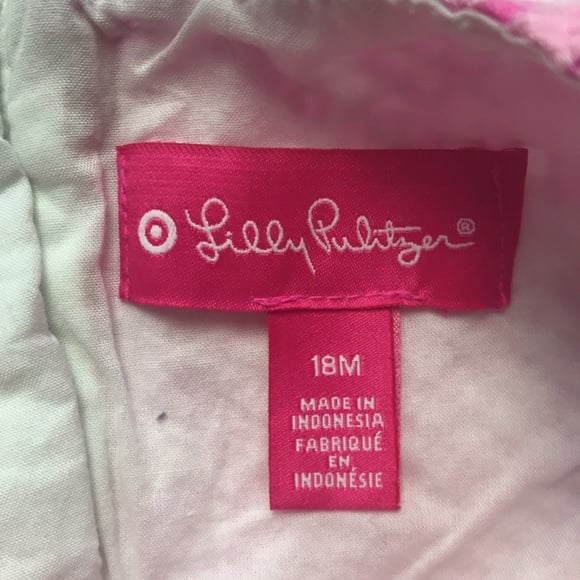 Lilly Pulitzer®
18M
MADE IN
INDONESIA
FABRIQUÉ
EN
INDONÉSIE